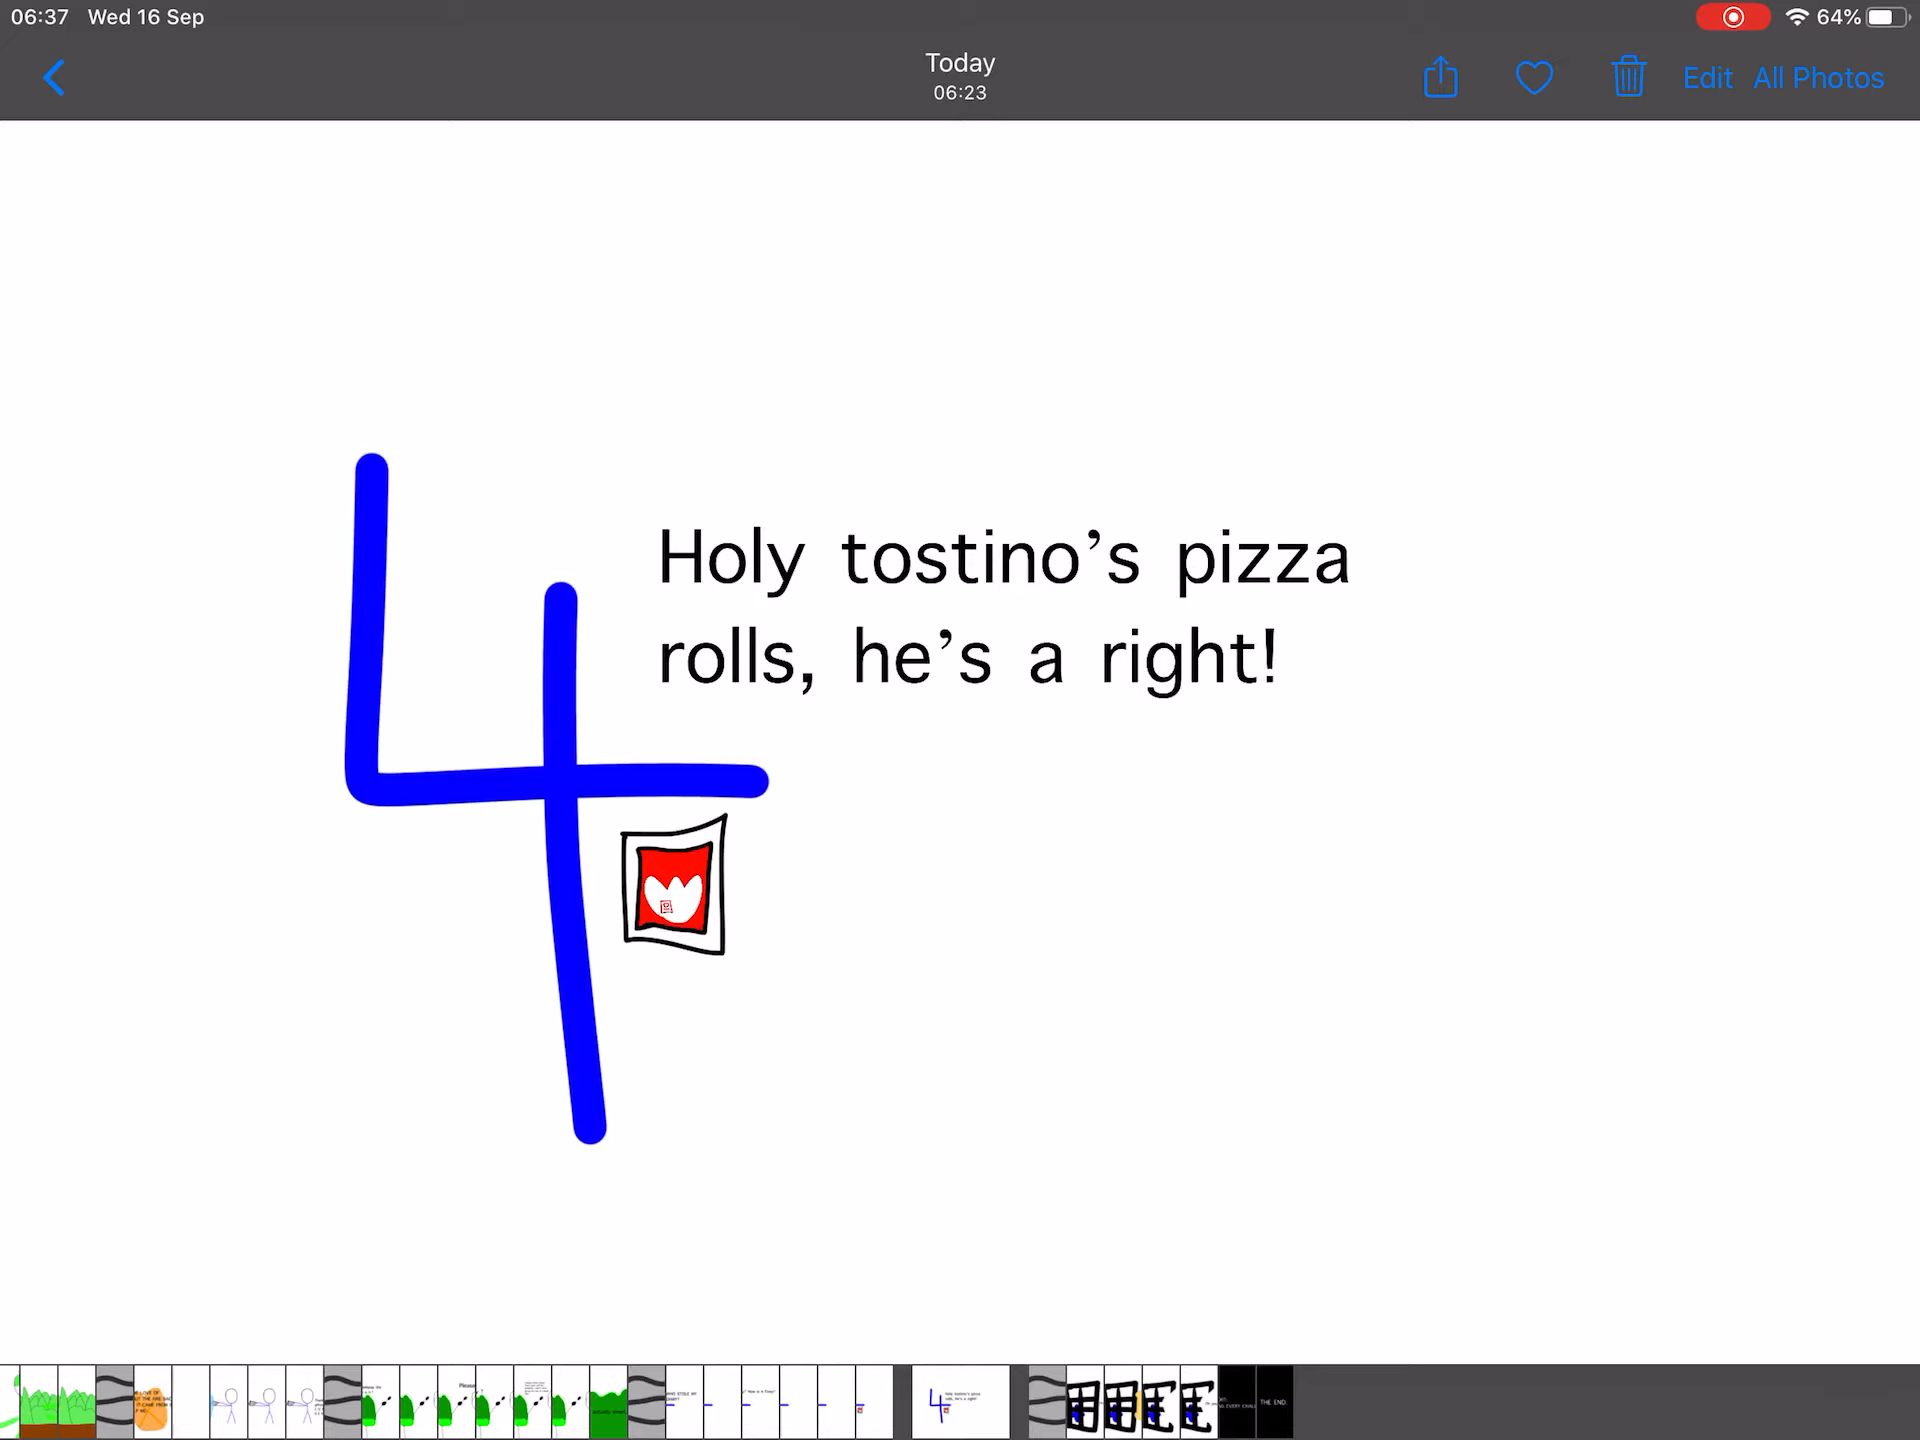 06:37 Wed 16 Sep
64%
Today
06:23
Edit All Photos
Holy tostino’s pizza
rolls, he’s a right!
Please
THE END.